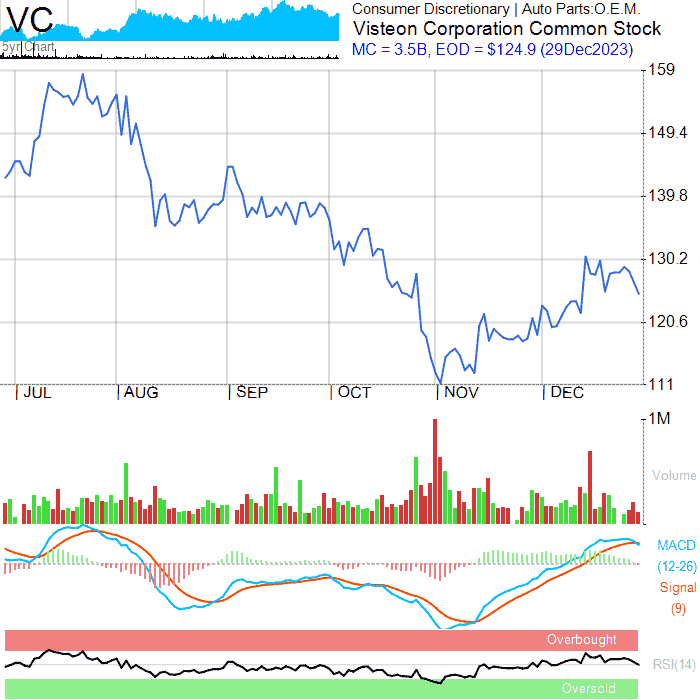 VC
5yr Chart
Consumer Discretionary | Auto Parts:O.E.M.
Visteon Corporation Common Stock
MC = 3.5B, EOD = $124.9 (29Dec2023)
159
149.4
139.8
130.2
120.6
111
JUL AUG SEP OCT NOV DEC
1M
Volume
MACD
(12-26)
Signal
(9)
Overbought
RSI(14)
Oversold